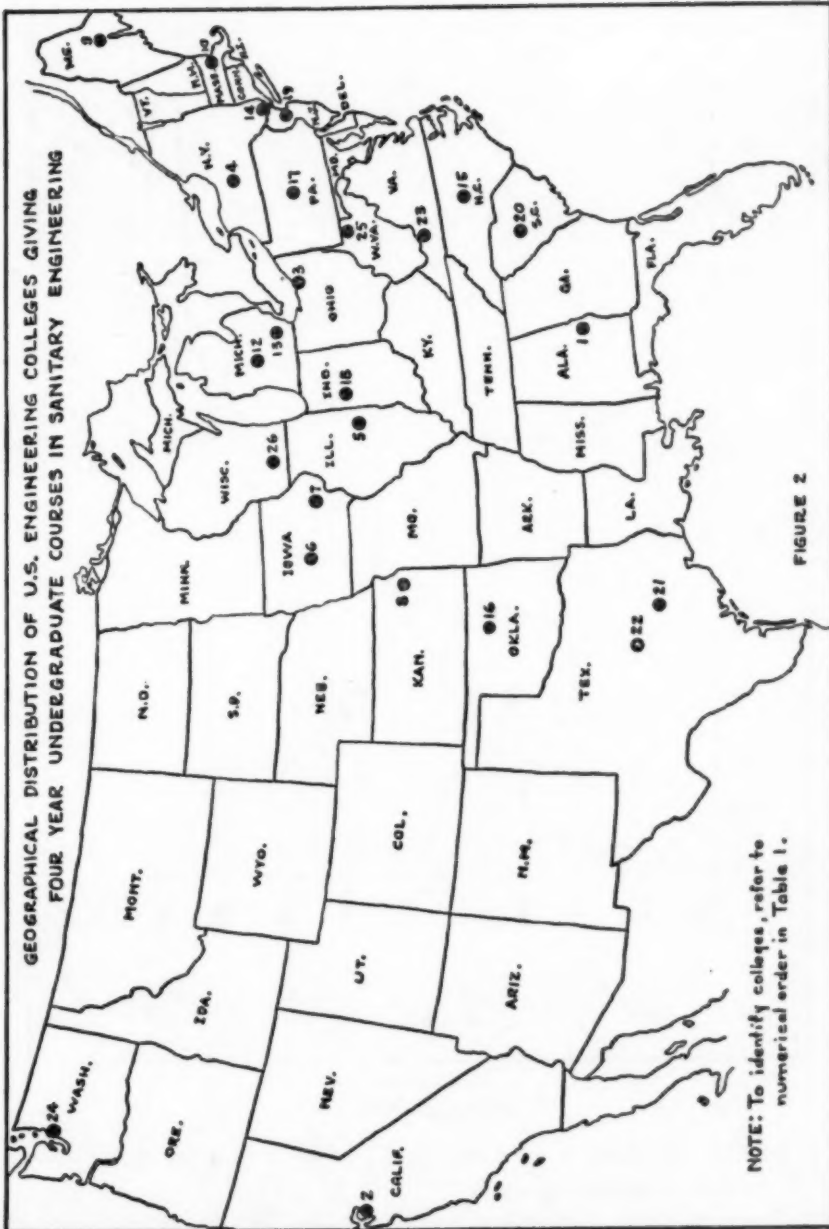 GEOGRAPHICAL DISTRIBUTION OF U.S. ENGINEERING COLLEGES GIVING
FOUR YEAR UNDERGRADUATE COURSES IN SANITARY ENGINEERING
WASH.
24
ORE.
CALIF.
2
NEV.
IDA.
MONT.
WYO.
UT.
COL.
ARIZ.
N.M.
N.D.
S.D.
NEB.
KAN.
8
OKLA.
16
TEX.
22
21
MINN.
IOWA
6
7
MO.
ARK.
LA.
WISC.
26
ILL.
5
MICH.
MICH.
12
13
IND.
18
OHIO
3
KY.
TENN.
MISS.
ALA.
1
GA.
FLA.
S.C.
20
N.C.
15
VA.
23
W.VA.
25
MD.
DEL.
PA.
17
N.J.
19
14
N.Y.
4
VT.
N.H.
MASS.
10
CONN.
R.I.
ME.
9
NOTE: To identify colleges, refer to
numerical order in Table 1.
FIGURE 2